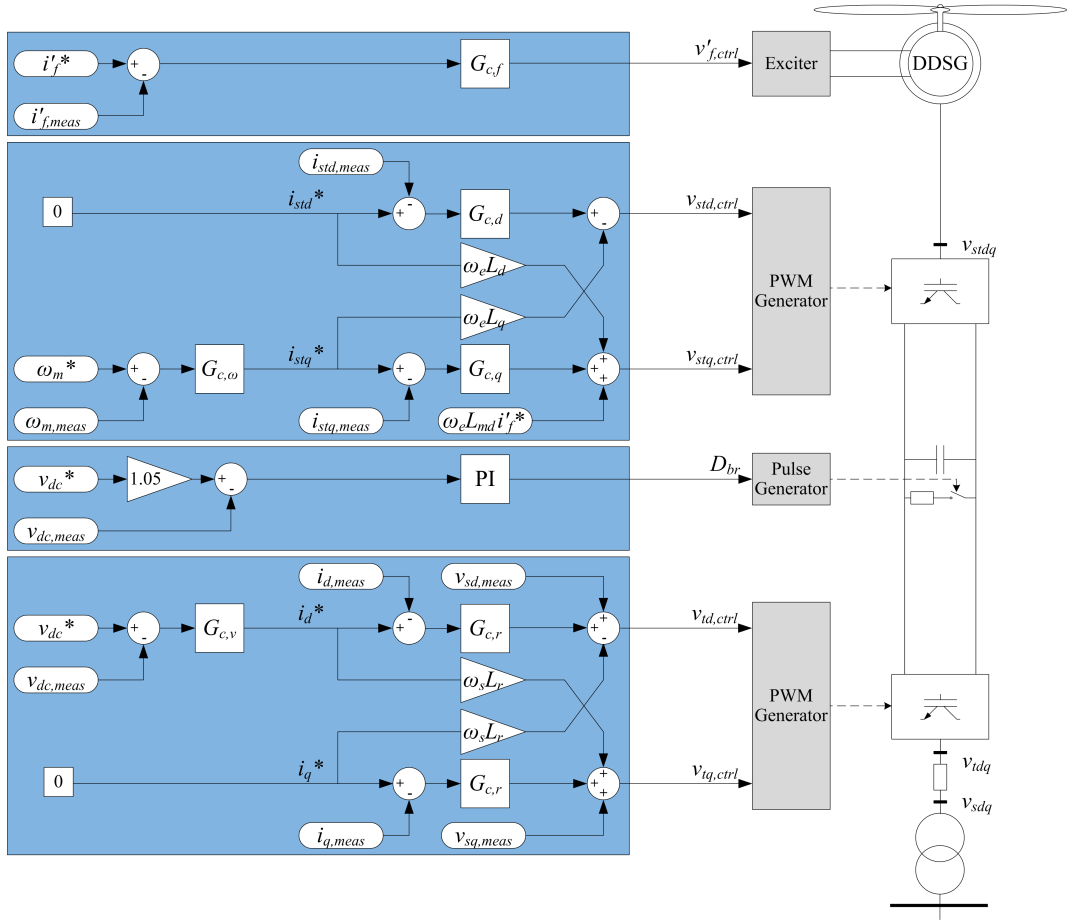 i'f*
+
-
i'f,meas
Gc,f
v'f,ctrl
Exciter
DDSG
istd,meas
0
istd*
+
-
Gc,d
+
-
vstd,ctrl
vstdq
ωeLd
PWM
Generator
ωeLq
ωm*
+
-
Gc,ω
istq*
+
-
Gc,q
+
+
+
vstq,ctrl
ωm,meas
istq,meas
ωeLmdi'f*
vdc*
1.05
+
-
PI
Dbr
Pulse
Generator
vdc,meas
id,meas
vsd,meas
vdc*
+
-
Gc,v
id*
+
-
Gc,r
+
+
-
vtd,ctrl
vdc,meas
ωsLr
PWM
Generator
ωsLr
0
iq*
+
-
Gc,r
+
+
+
vtq,ctrl
vtdq
vsdq
iq,meas
vsq,meas